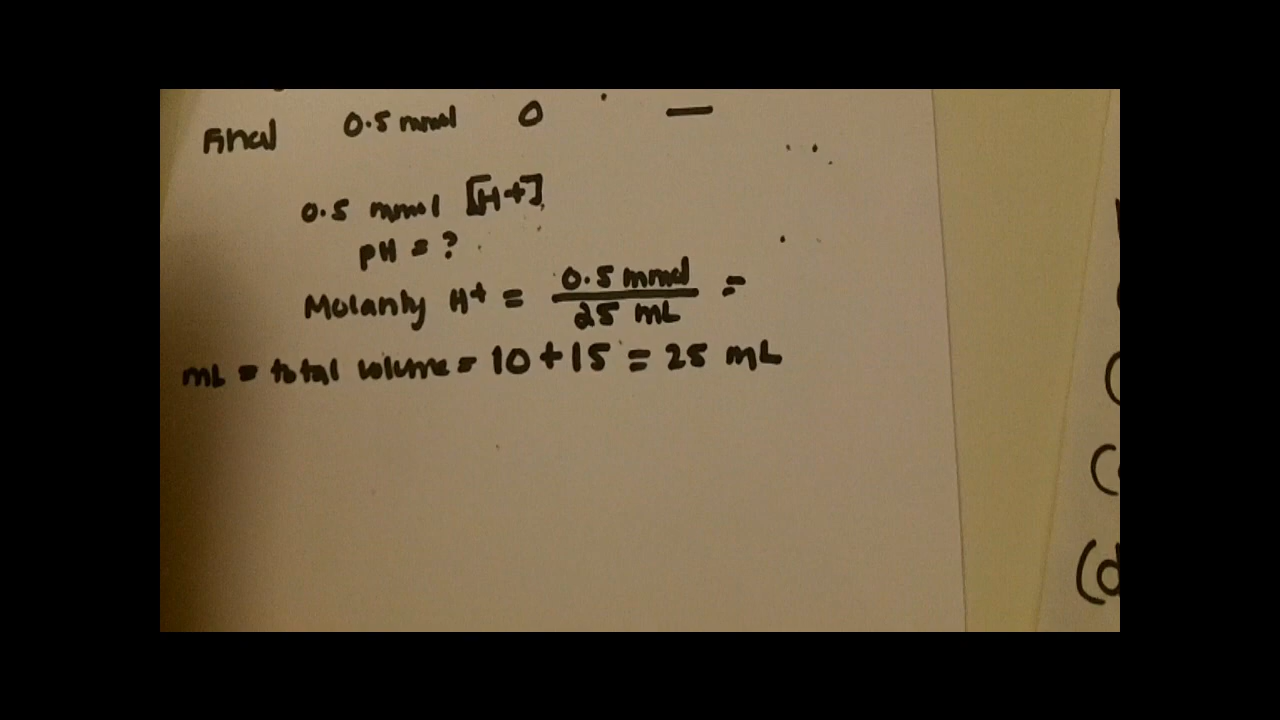 Final 0.5 mmol 0 —
0.5 mmol [H+]
pH = ?
Molarity H+ = 0.5 mmol / 25 mL =
mL = total volume = 10 + 15 = 25 mL
(
(
(d